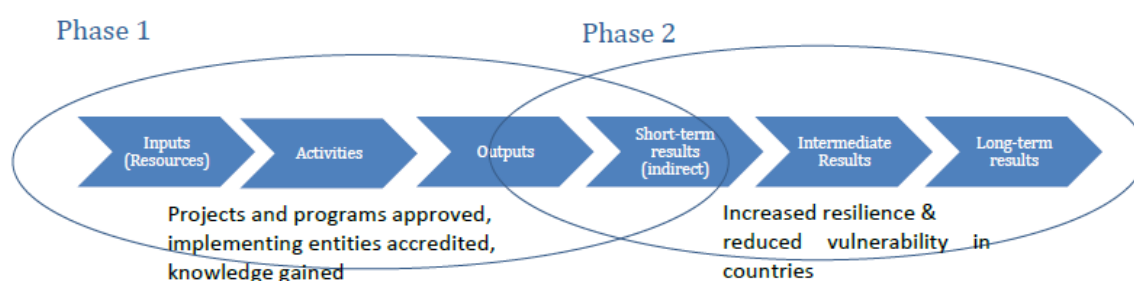 Phase 1
Phase 2
Inputs
(Resources)
Activities
Outputs
Short-term
results
(indirect)
Intermediate
Results
Long-term
results
Projects and programs approved,
implementing entities accredited,
knowledge gained
Increased resilience &
reduced vulnerability in
countries